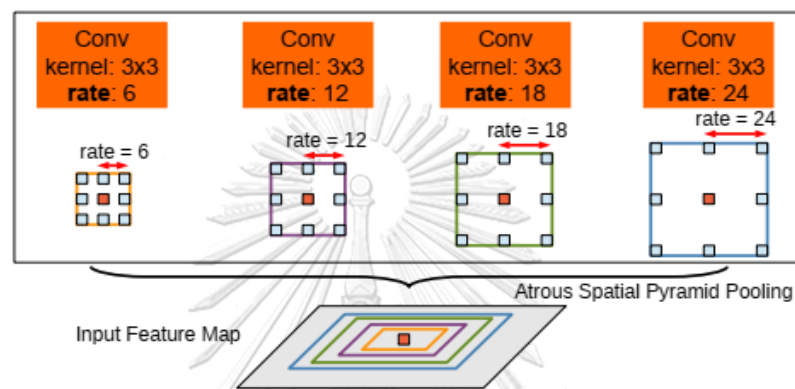 Conv
kernel: 3x3
rate: 6
Conv
kernel: 3x3
rate: 12
Conv
kernel: 3x3
rate: 18
Conv
kernel: 3x3
rate: 24
rate = 6
rate = 12
rate = 18
rate = 24
Atrous Spatial Pyramid Pooling
Input Feature Map